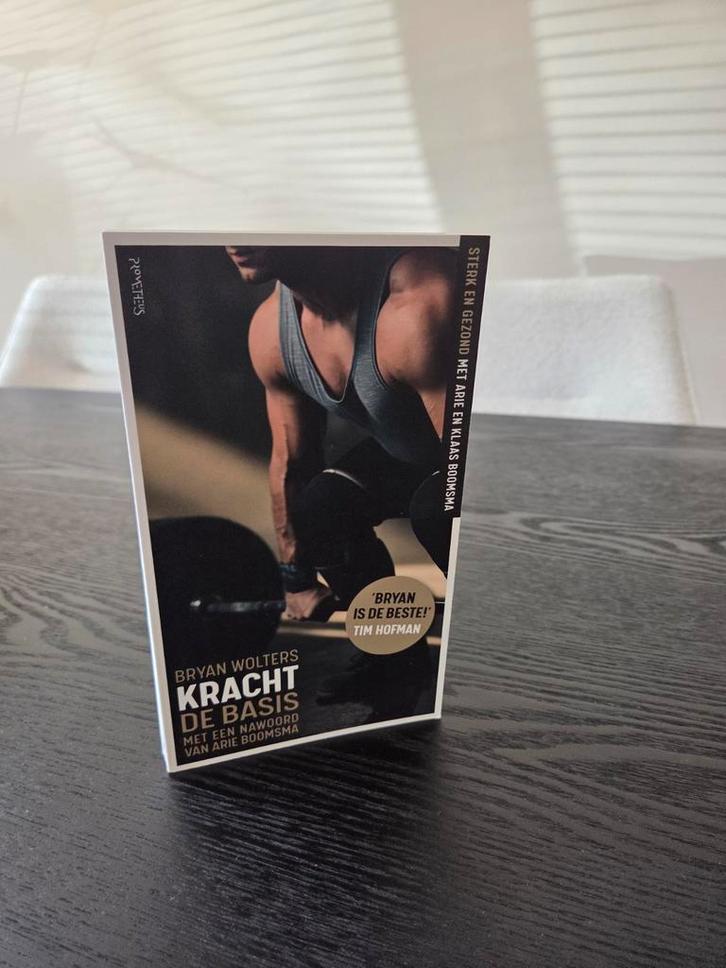 PROMETHEUS
STERK EN GEZOND MET ARIE EN KLAAS BOOMSMA
'BRYAN
IS DE BESTE!'
TIM HOFMAN
BRYAN WOLTERS
KRACHT
DE BASIS
MET EEN NAWOORD
VAN ARIE BOOMSMA